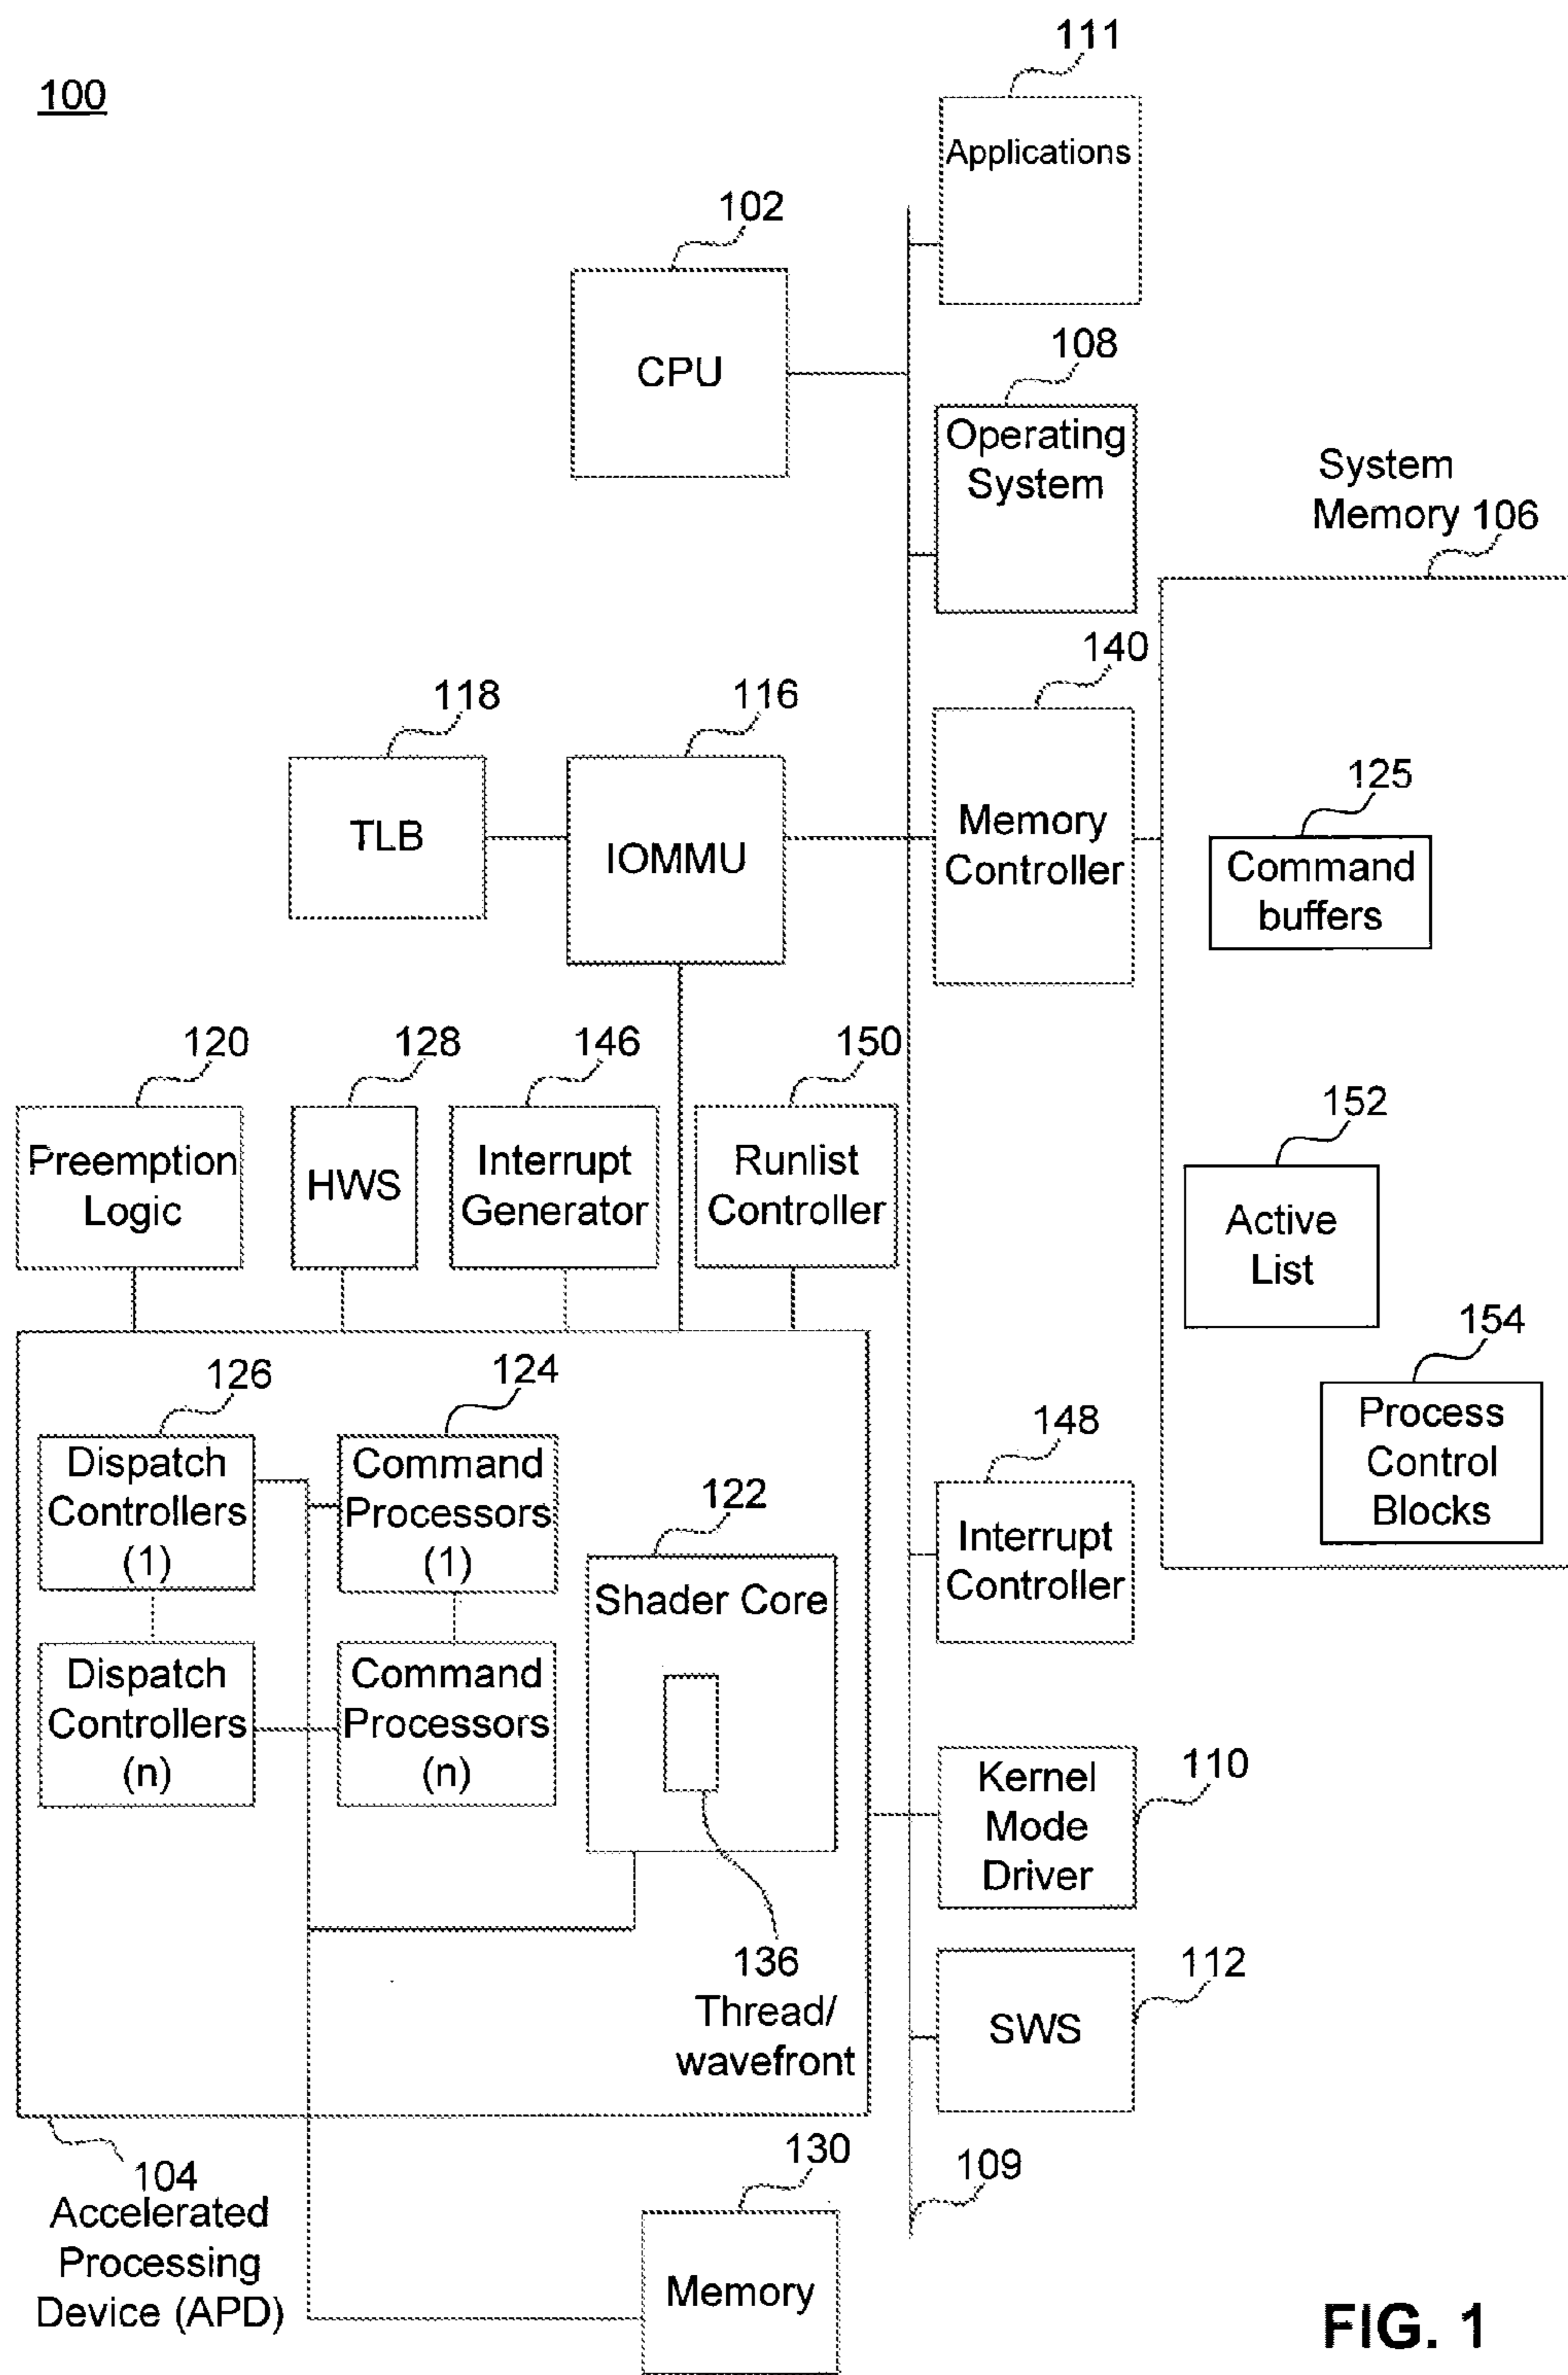 111
100
Applications
102
108
CPU
Operating
System
System
Memory 106
140
118
116
125
TLB
IOMMU
Memory
Controller
Command
buffers
120
128
146
150
152
Preemption
Logic
HWS
Interrupt
Generator
Runlist
Controller
Active
List
154
126
124
148
Process
Control
Blocks
Dispatch
Controllers
(1)
Command
Processors
(1)
122
Interrupt
Controller
Shader Core
Dispatch
Controllers
(n)
Command
Processors
(n)
110
Kernel
Mode
Driver
136
Thread/
wavefront
112
SWS
130
109
104
Accelerated
Processing
Device (APD)
Memory
FIG. 1